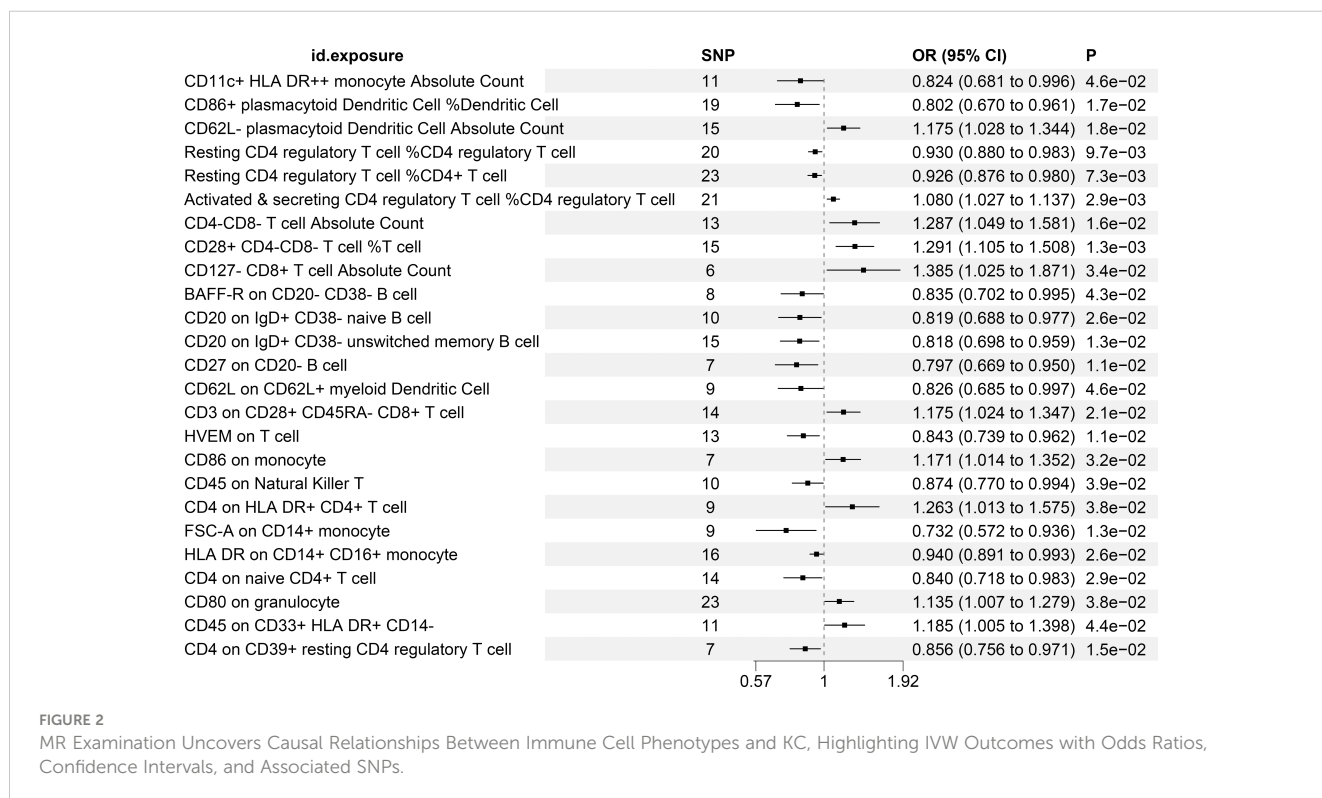 id.exposure SNP OR (95% CI) P
CD11c+ HLA DR++ monocyte Absolute Count 11 0.824 (0.681 to 0.996) 4.6e−02
CD86+ plasmacytoid Dendritic Cell %Dendritic Cell 19 0.802 (0.670 to 0.961) 1.7e−02
CD62L- plasmacytoid Dendritic Cell Absolute Count 15 1.175 (1.028 to 1.344) 1.8e−02
Resting CD4 regulatory T cell %CD4 regulatory T cell 20 0.930 (0.880 to 0.983) 9.7e−03
Resting CD4 regulatory T cell %CD4+ T cell 23 0.926 (0.876 to 0.980) 7.3e−03
Activated & secreting CD4 regulatory T cell %CD4 regulatory T cell 21 1.080 (1.027 to 1.137) 2.9e−03
CD4-CD8- T cell Absolute Count 13 1.287 (1.049 to 1.581) 1.6e−02
CD28+ CD4-CD8- T cell %T cell 15 1.291 (1.105 to 1.508) 1.3e−03
CD127- CD8+ T cell Absolute Count 6 1.385 (1.025 to 1.871) 3.4e−02
BAFF-R on CD20- CD38- B cell 8 0.835 (0.702 to 0.995) 4.3e−02
CD20 on IgD+ CD38- naive B cell 10 0.819 (0.688 to 0.977) 2.6e−02
CD20 on IgD+ CD38- unswitched memory B cell 15 0.818 (0.698 to 0.959) 1.3e−02
CD27 on CD20- B cell 7 0.797 (0.669 to 0.950) 1.1e−02
CD62L on CD62L+ myeloid Dendritic Cell 9 0.826 (0.685 to 0.997) 4.6e−02
CD3 on CD28+ CD45RA- CD8+ T cell 14 1.175 (1.024 to 1.347) 2.1e−02
HVEM on T cell 13 0.843 (0.739 to 0.962) 1.1e−02
CD86 on monocyte 7 1.171 (1.014 to 1.352) 3.2e−02
CD45 on Natural Killer T 10 0.874 (0.770 to 0.994) 3.9e−02
CD4 on HLA DR+ CD4+ T cell 9 1.263 (1.013 to 1.575) 3.8e−02
FSC-A on CD14+ monocyte 9 0.732 (0.572 to 0.936) 1.3e−02
HLA DR on CD14+ CD16+ monocyte 16 0.940 (0.891 to 0.993) 2.6e−02
CD4 on naive CD4+ T cell 14 0.840 (0.718 to 0.983) 2.9e−02
CD80 on granulocyte 23 1.135 (1.007 to 1.279) 3.8e−02
CD45 on CD33+ HLA DR+ CD14- 11 1.185 (1.005 to 1.398) 4.4e−02
CD4 on CD39+ resting CD4 regulatory T cell 7 0.856 (0.756 to 0.971) 1.5e−02
0.57 1 1.92
FIGURE 2
MR Examination Uncovers Causal Relationships Between Immune Cell Phenotypes and KC, Highlighting IVW Outcomes with Odds Ratios,
Confidence Intervals, and Associated SNPs.